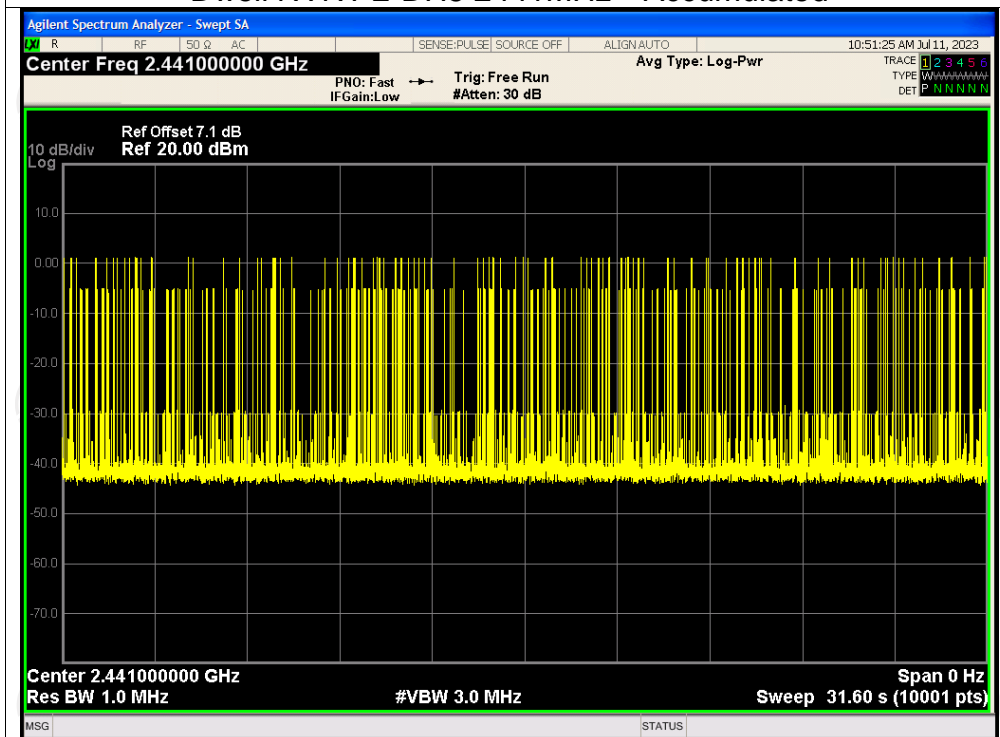 Agilent Spectrum Analyzer - Swept SA
LXI R RF 50 Ω AC SENSE:PULSE SOURCE OFF ALIGN AUTO 10:51:25 AM Jul 11, 2023
Center Freq 2.441000000 GHz Avg Type: Log-Pwr TRACE 1 2 3 4 5 6
PNO: Fast Trig: Free Run TYPE WWWWWW
IFGain:Low #Atten: 30 dB DET P N N N N N
Ref Offset 7.1 dB
10 dB/div Ref 20.00 dBm
Log
10.0
0.00
-10.0
-20.0
-30.0
-40.0
-50.0
-60.0
-70.0
Center 2.441000000 GHz Span 0 Hz
Res BW 1.0 MHz #VBW 3.0 MHz Sweep 31.60 s (10001 pts)
MSG STATUS